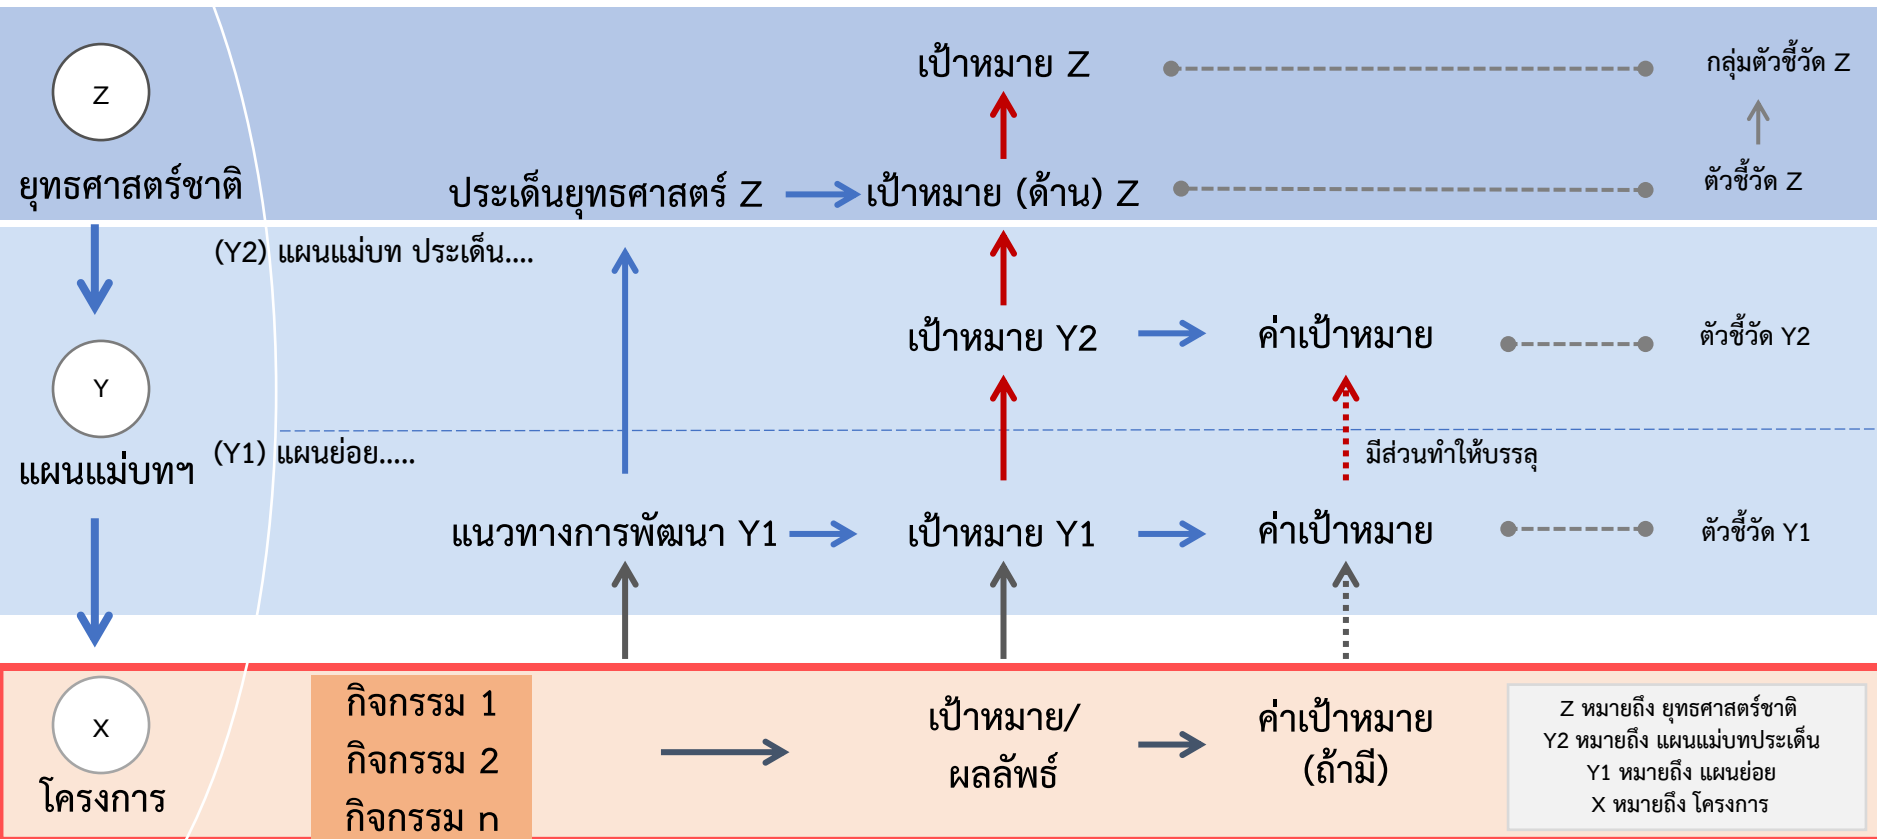 Z
ยุทธศาสตร์ชาติ
เป้าหมาย Z
กลุ่มตัวชี้วัด Z
ประเด็นยุทธศาสตร์ Z
เป้าหมาย (ด้าน) Z
ตัวชี้วัด Z
(Y2) แผนแม่บท ประเด็น....
เป้าหมาย Y2
ค่าเป้าหมาย
ตัวชี้วัด Y2
Y
แผนแม่บทฯ
(Y1) แผนย่อย.....
มีส่วนทำให้บรรลุ
แนวทางการพัฒนา Y1
เป้าหมาย Y1
ค่าเป้าหมาย
ตัวชี้วัด Y1
X
โครงการ
กิจกรรม 1
กิจกรรม 2
กิจกรรม n
เป้าหมาย/
ผลลัพธ์
ค่าเป้าหมาย
(ถ้ามี)
Z หมายถึง ยุทธศาสตร์ชาติ
Y2 หมายถึง แผนแม่บทประเด็น
Y1 หมายถึง แผนย่อย
X หมายถึง โครงการ